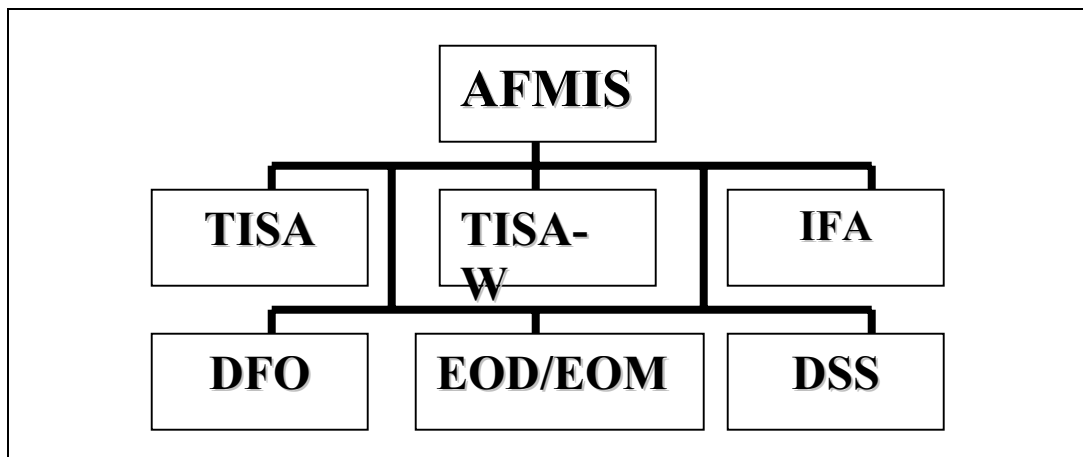 AFMIS
TISA
TISA-
W
IFA
DFO
EOD/EOM
DSS